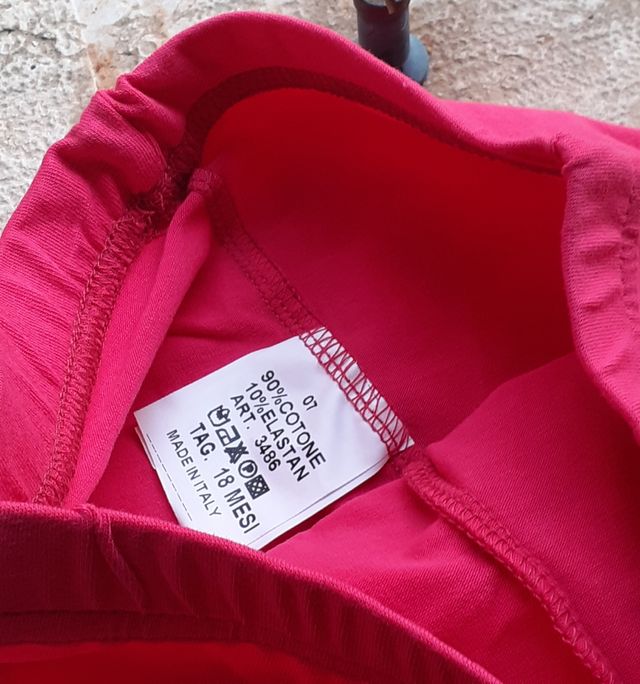 07
90%COTONE
10%ELASTAN
ART. 3486
TAG. 18 MESI
MADE IN ITALY